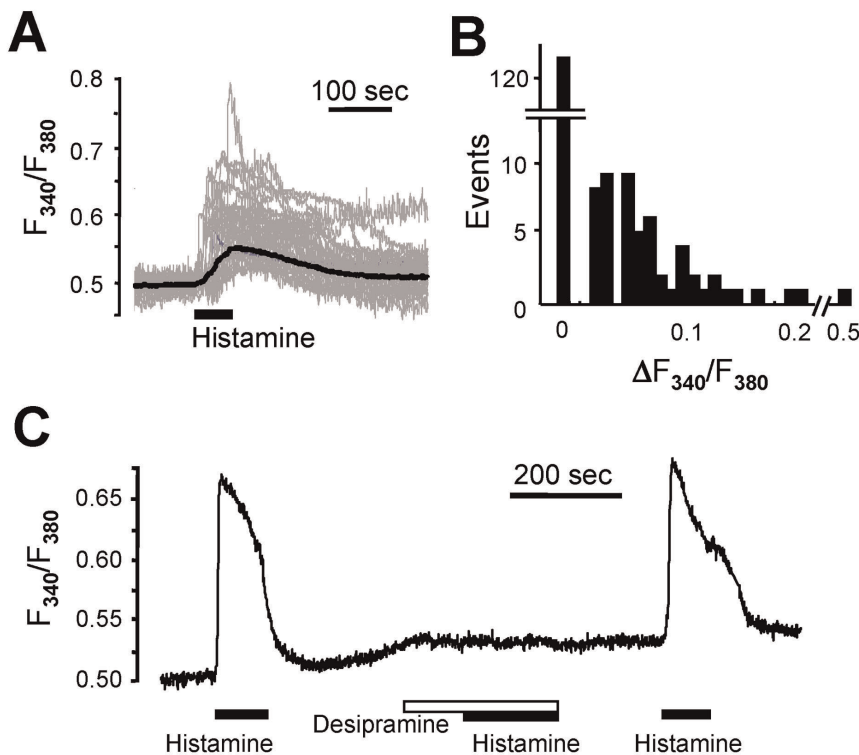 A
B
0.8
0.7
0.6
0.5
F340/F380
100 sec
Histamine
120
10
5
0
Events
0
0.1
0.2
0.5
ΔF340/F380
C
0.65
0.60
0.55
0.50
F340/F380
200 sec
Histamine
Desipramine
Histamine
Histamine